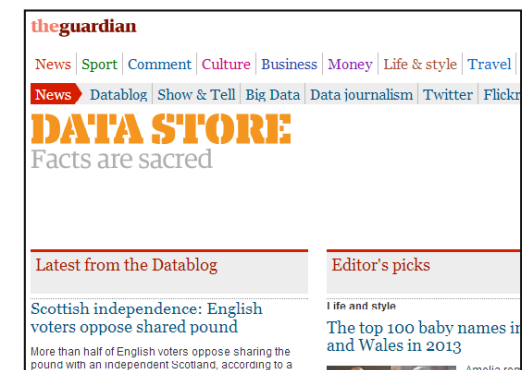 theguardian
News Sport Comment Culture Business Money Life & style Travel
News Datablog Show & Tell Big Data Data journalism Twitter Flickr
DATA STORE
Facts are sacred
Latest from the Datablog
Editor's picks
Scottish independence: English
voters oppose shared pound
More than half of English voters oppose sharing the
pound with an independent Scotland, according to a
Life and style
The top 100 baby names in
and Wales in 2013
Amelia